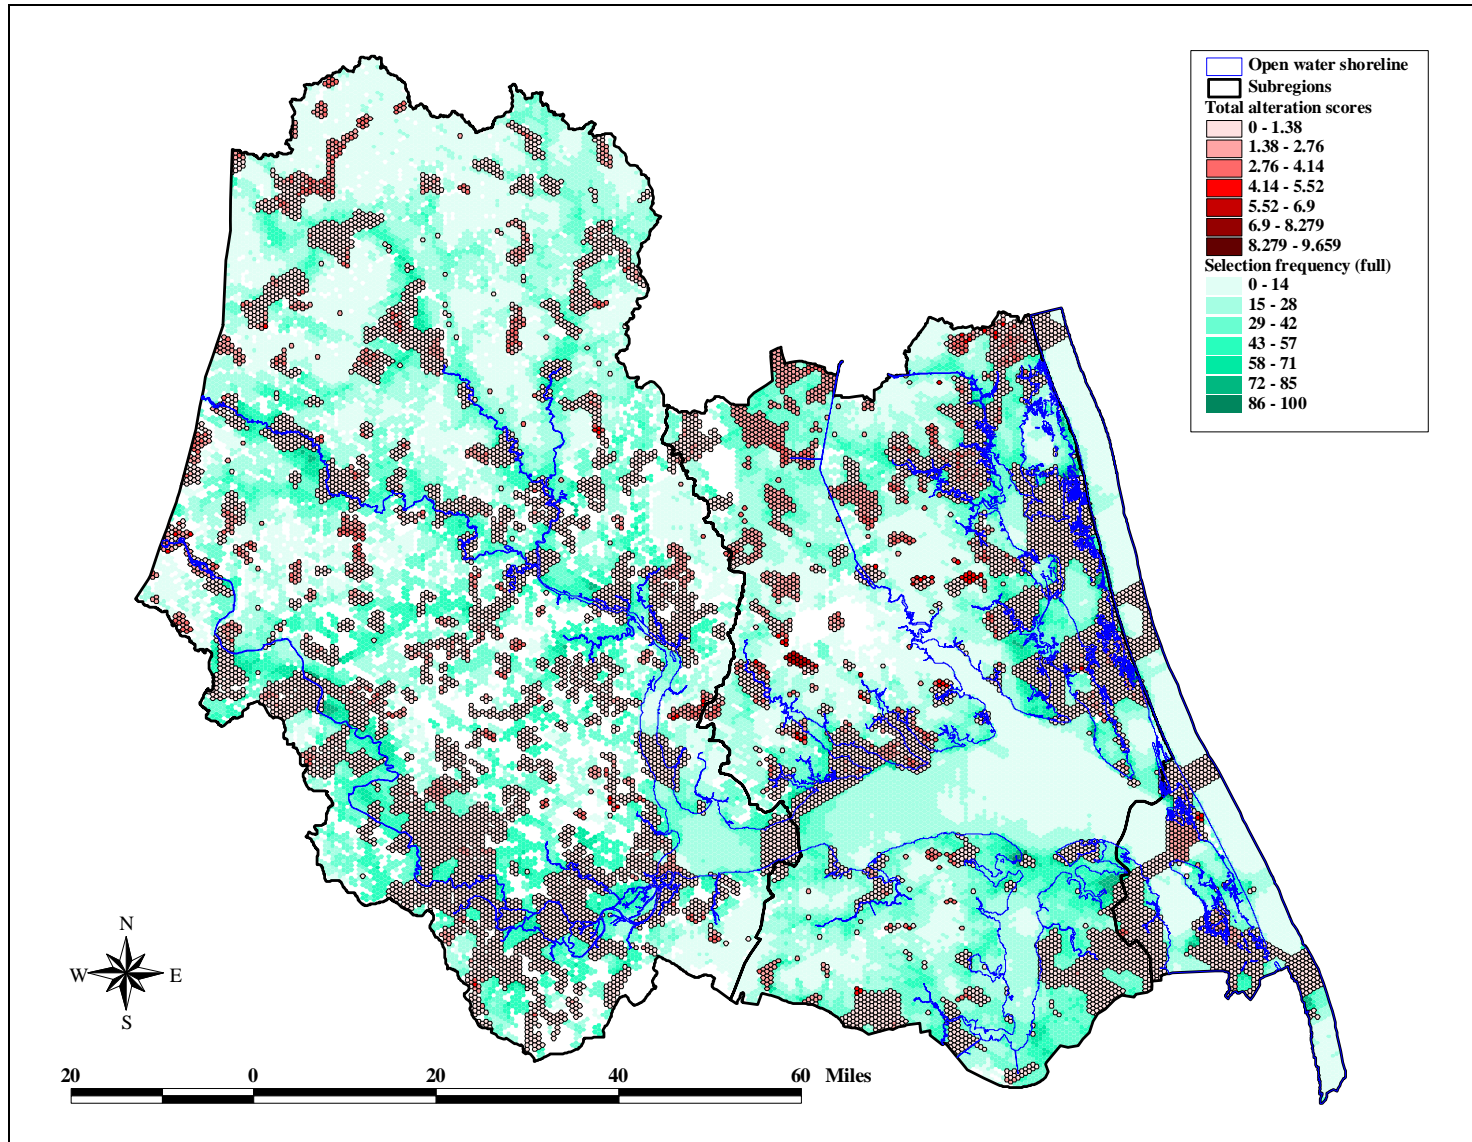 Open water shoreline
Subregions
Total alteration scores
0 - 1.38
1.38 - 2.76
2.76 - 4.14
4.14 - 5.52
5.52 - 6.9
6.9 - 8.279
8.279 - 9.659
Selection frequency (full)
0 - 14
15 - 28
29 - 42
43 - 57
58 - 71
72 - 85
86 - 100
N
W E
S
20 0 20 40 60 Miles